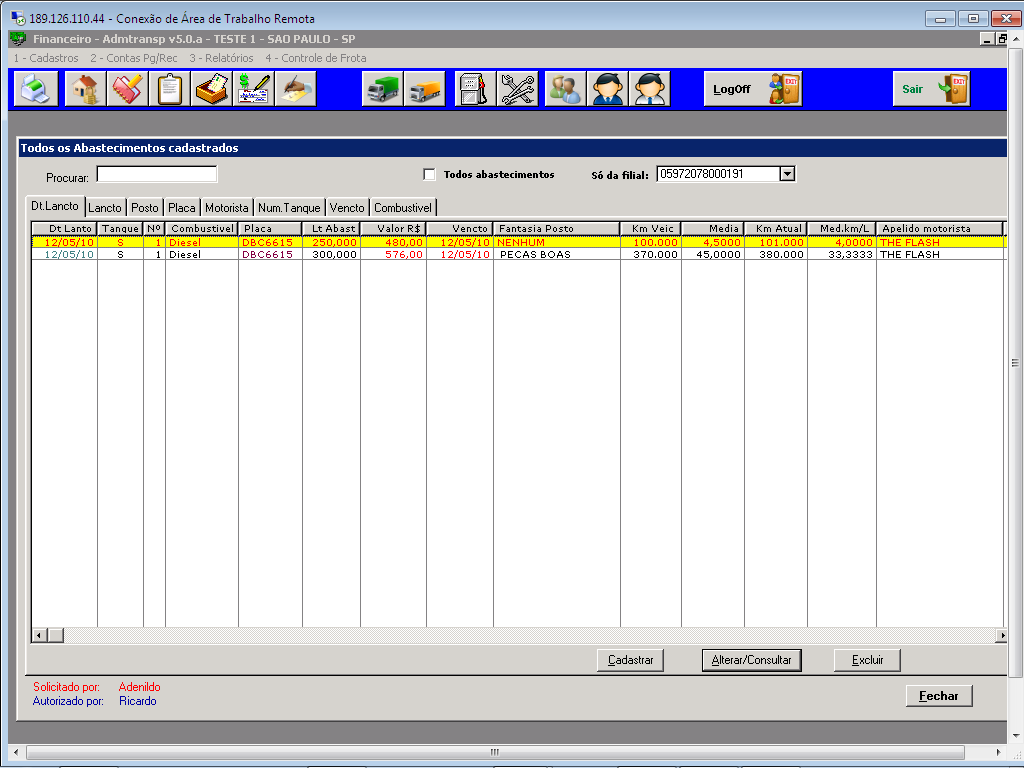 189.126.110.44 - Conexão de Área de Trabalho Remota
Financeiro - Admtransp v5.0.a - TESTE 1 - SAO PAULO - SP
1 - Cadastros 2 - Contas Pg/Rec 3 - Relatórios 4 - Controle de Frota
LogOff EXIT Sair EXIT
Todos os Abastecimentos cadastrados
Procurar: Todos abastecimentos Só da filial: 05972078000191
Dt.Lancto Lancto Posto Placa Motorista Num.Tanque Vencto Combustivel
Dt Lanto Tanque Nº Combustivel Placa Lt Abast Valor R$ Vencto Fantasia Posto Km Veic Media Km Atual Med.km/L Apelido motorista
12/05/10 S 1 Diesel DBC6615 250,000 480,00 12/05/10 NENHUM 100.000 4,5000 101.000 4,0000 THE FLASH
12/05/10 S 1 Diesel DBC6615 300,000 576,00 12/05/10 PECAS BOAS 370.000 45,0000 380.000 33,3333 THE FLASH
Cadastrar Alterar/Consultar Excluir
Solicitado por: Adenildo
Autorizado por: Ricardo
Fechar